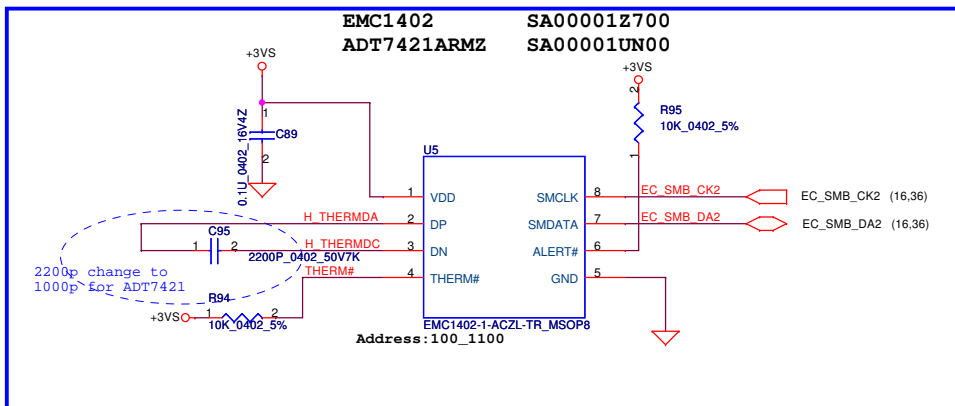 EMC1402 SA00001Z700
ADT7421ARMZ SA00001UN00
+3VS
+3VS
2
R95
10K_0402_5%
1
1
C89
2
0.1U_0402_16V4Z
U5
1 VDD SMCLK 8 EC_SMB_CK2 EC_SMB_CK2 (16,36)
H_THERMDA 2 DP SMDATA 7 EC_SMB_DA2 EC_SMB_DA2 (16,36)
C95
1 2 H_THERMDC 3 DN ALERT# 6
2200P_0402_50V7K
THERM# 4 THERM# GND 5
2200p change to
1000p for ADT7421
R94
+3VS 1 2
10K_0402_5%
EMC1402-1-ACZL-TR_MSOP8
Address:100_1100